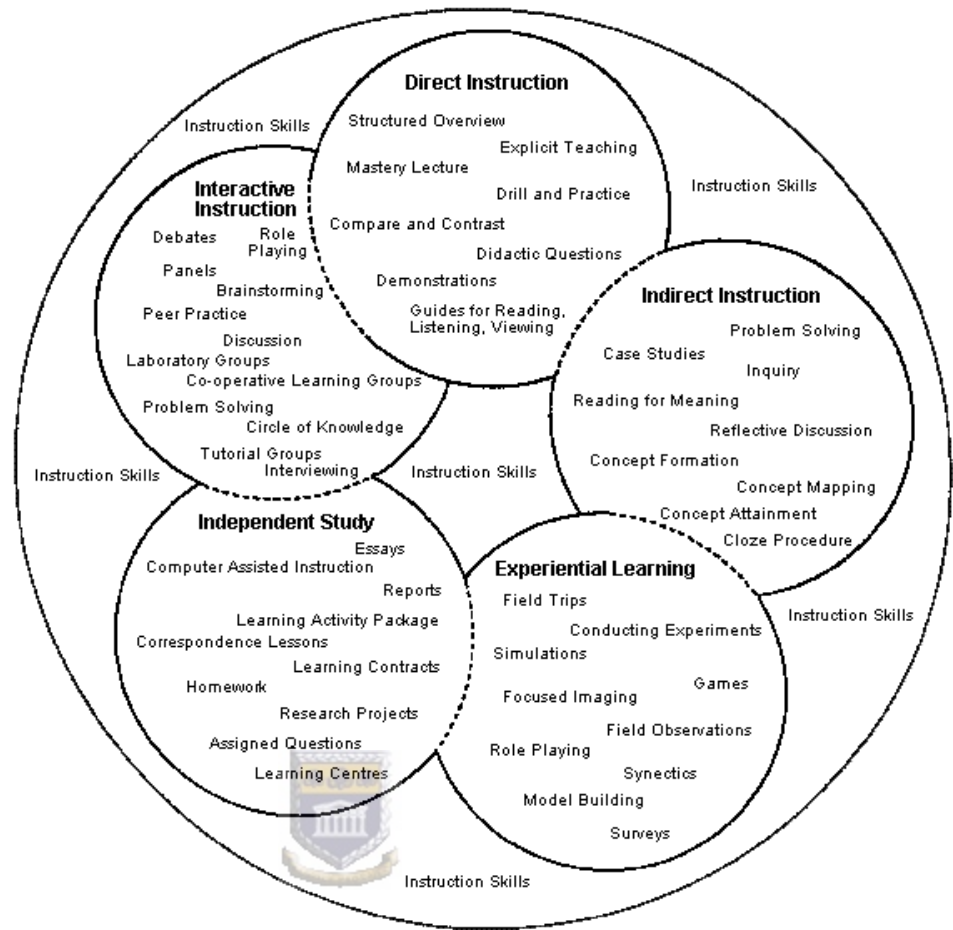 Direct Instruction
Structured Overview
Explicit Teaching
Mastery Lecture
Drill and Practice
Compare and Contrast
Didactic Questions
Demonstrations
Guides for Reading,
Listening, Viewing
Instruction Skills
Instruction Skills
Interactive
Instruction
Debates
Role
Playing
Panels
Brainstorming
Peer Practice
Discussion
Laboratory Groups
Co-operative Learning Groups
Problem Solving
Circle of Knowledge
Tutorial Groups
Interviewing
Indirect Instruction
Problem Solving
Case Studies
Inquiry
Reading for Meaning
Reflective Discussion
Concept Formation
Concept Mapping
Concept Attainment
Cloze Procedure
Instruction Skills
Instruction Skills
Independent Study
Essays
Computer Assisted Instruction
Reports
Learning Activity Package
Correspondence Lessons
Learning Contracts
Homework
Research Projects
Assigned Questions
Learning Centres
Experiential Learning
Field Trips
Conducting Experiments
Simulations
Games
Focused Imaging
Field Observations
Role Playing
Synectics
Model Building
Surveys
Instruction Skills
Instruction Skills